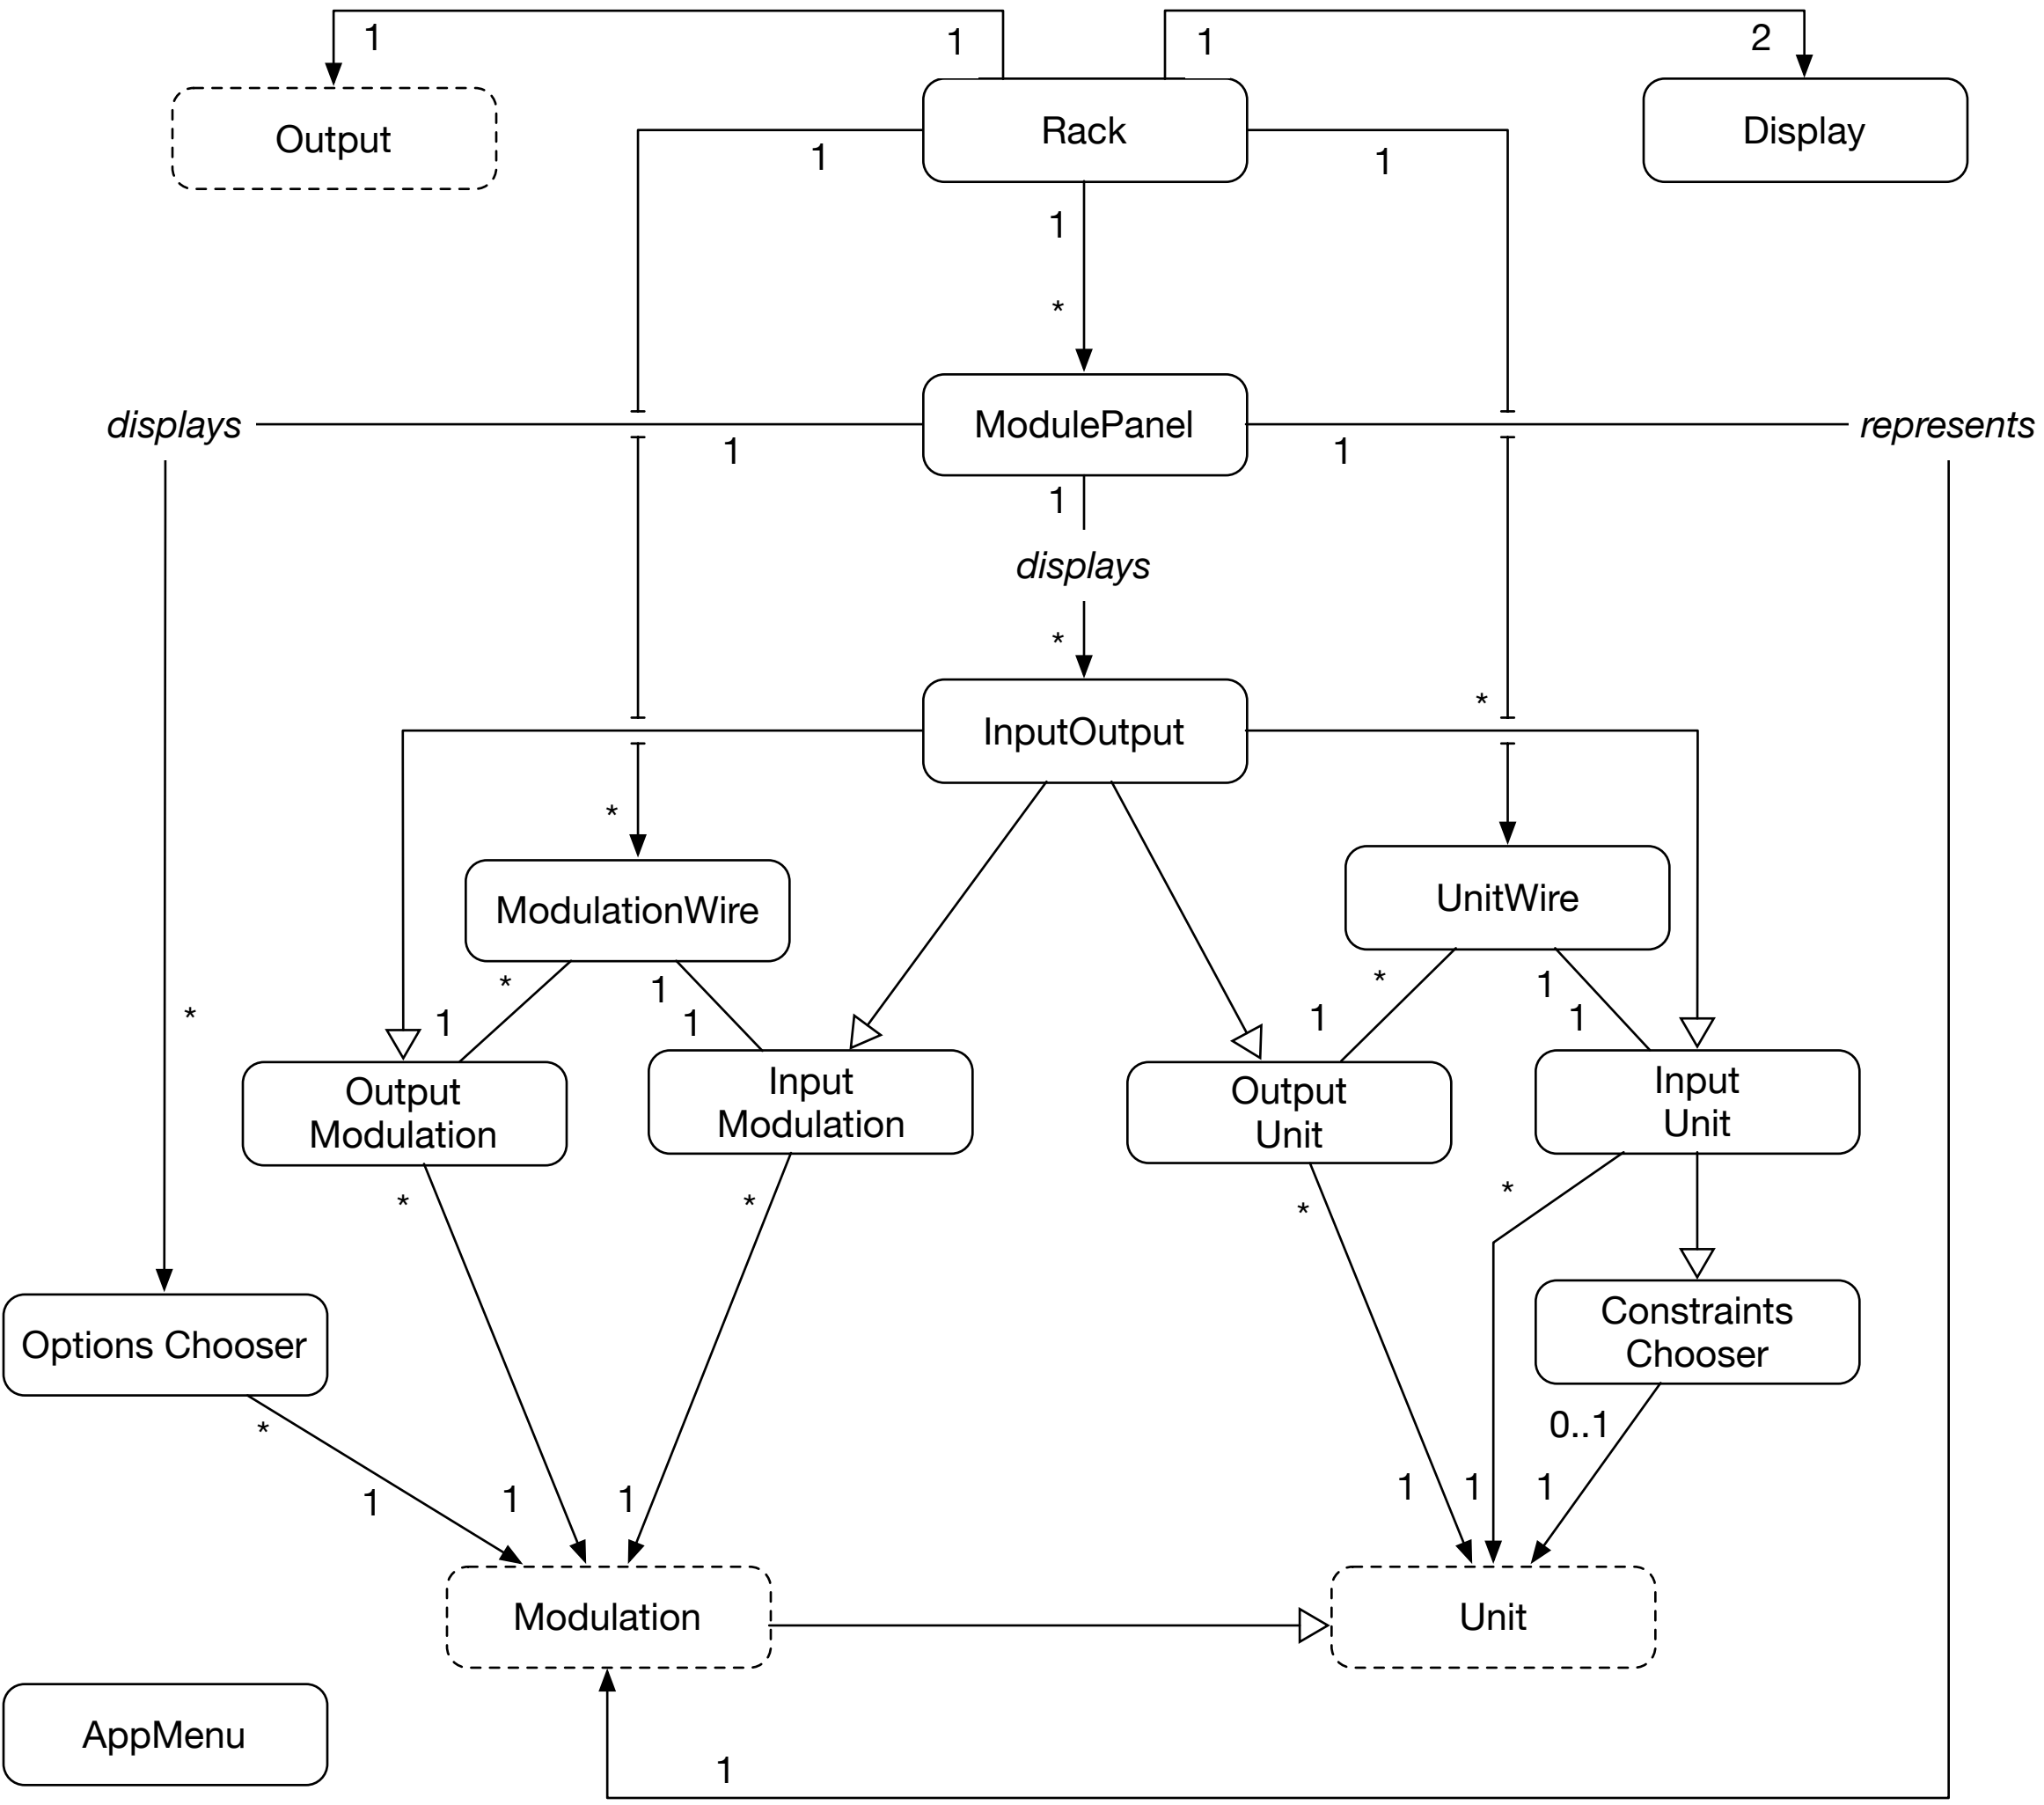 1
1
1
2
Output
Rack
Display
1
1
1
*
displays
ModulePanel
represents
1
1
1
displays
*
InputOutput
*
*
ModulationWire
UnitWire
*
1
*
1
1
1
1
1
Output
Modulation
Input
Modulation
Output
Unit
Input
Unit
*
*
*
*
*
Options Chooser
Constraints
Chooser
*
0..1
1
1
1
1
1
1
Modulation
Unit
AppMenu
1